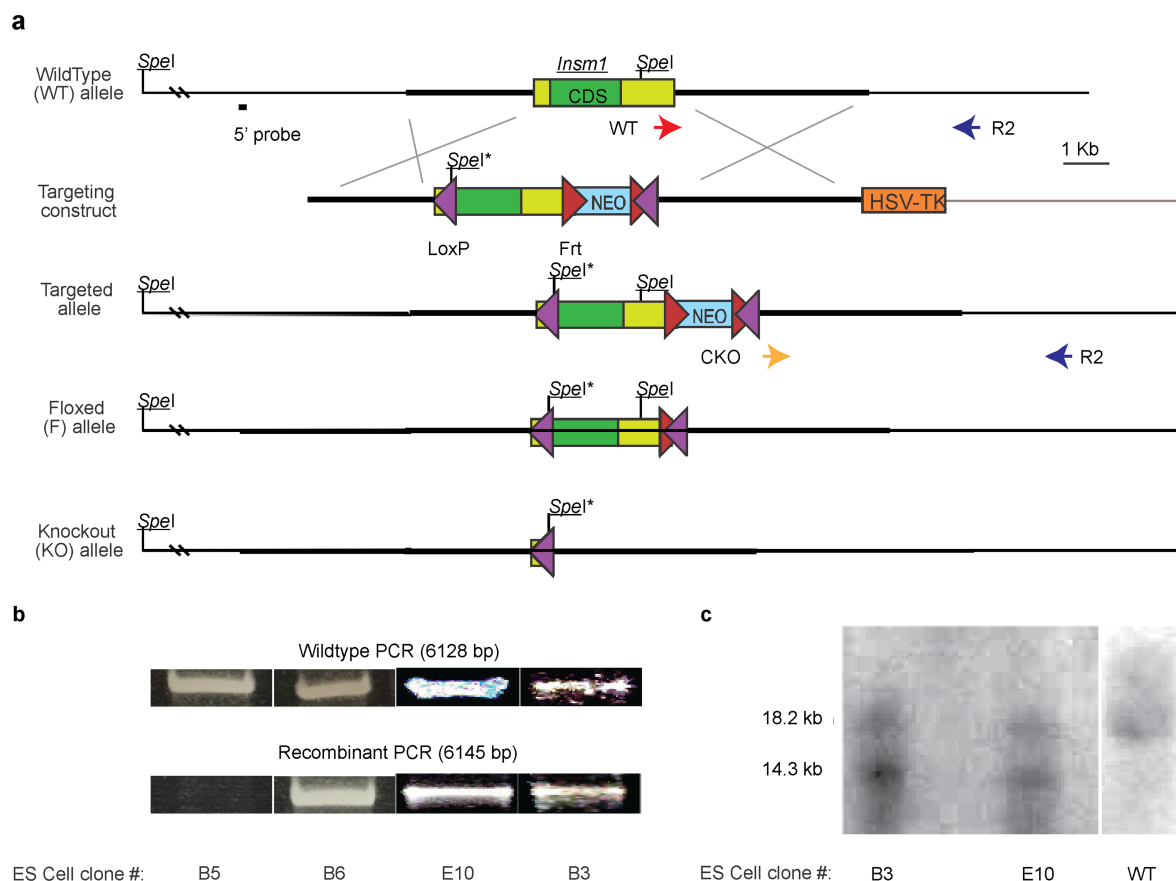 a
SpeI
Insm1
SpeI
WildType
(WT) allele
CDS
5' probe
WT
R2
1 Kb
SpeI*
Targeting
construct
NEO
HSV-TK
LoxP
Frt
SpeI*
SpeI
SpeI
Targeted
allele
NEO
CKO
R2
SpeI*
SpeI
SpeI
Floxed
(F) allele
SpeI*
SpeI
Knockout
(KO) allele
b
Wildtype PCR (6128 bp)
Recombinant PCR (6145 bp)
ES Cell clone #: B5 B6 E10 B3
c
18.2 kb
14.3 kb
ES Cell clone #: B3 E10 WT